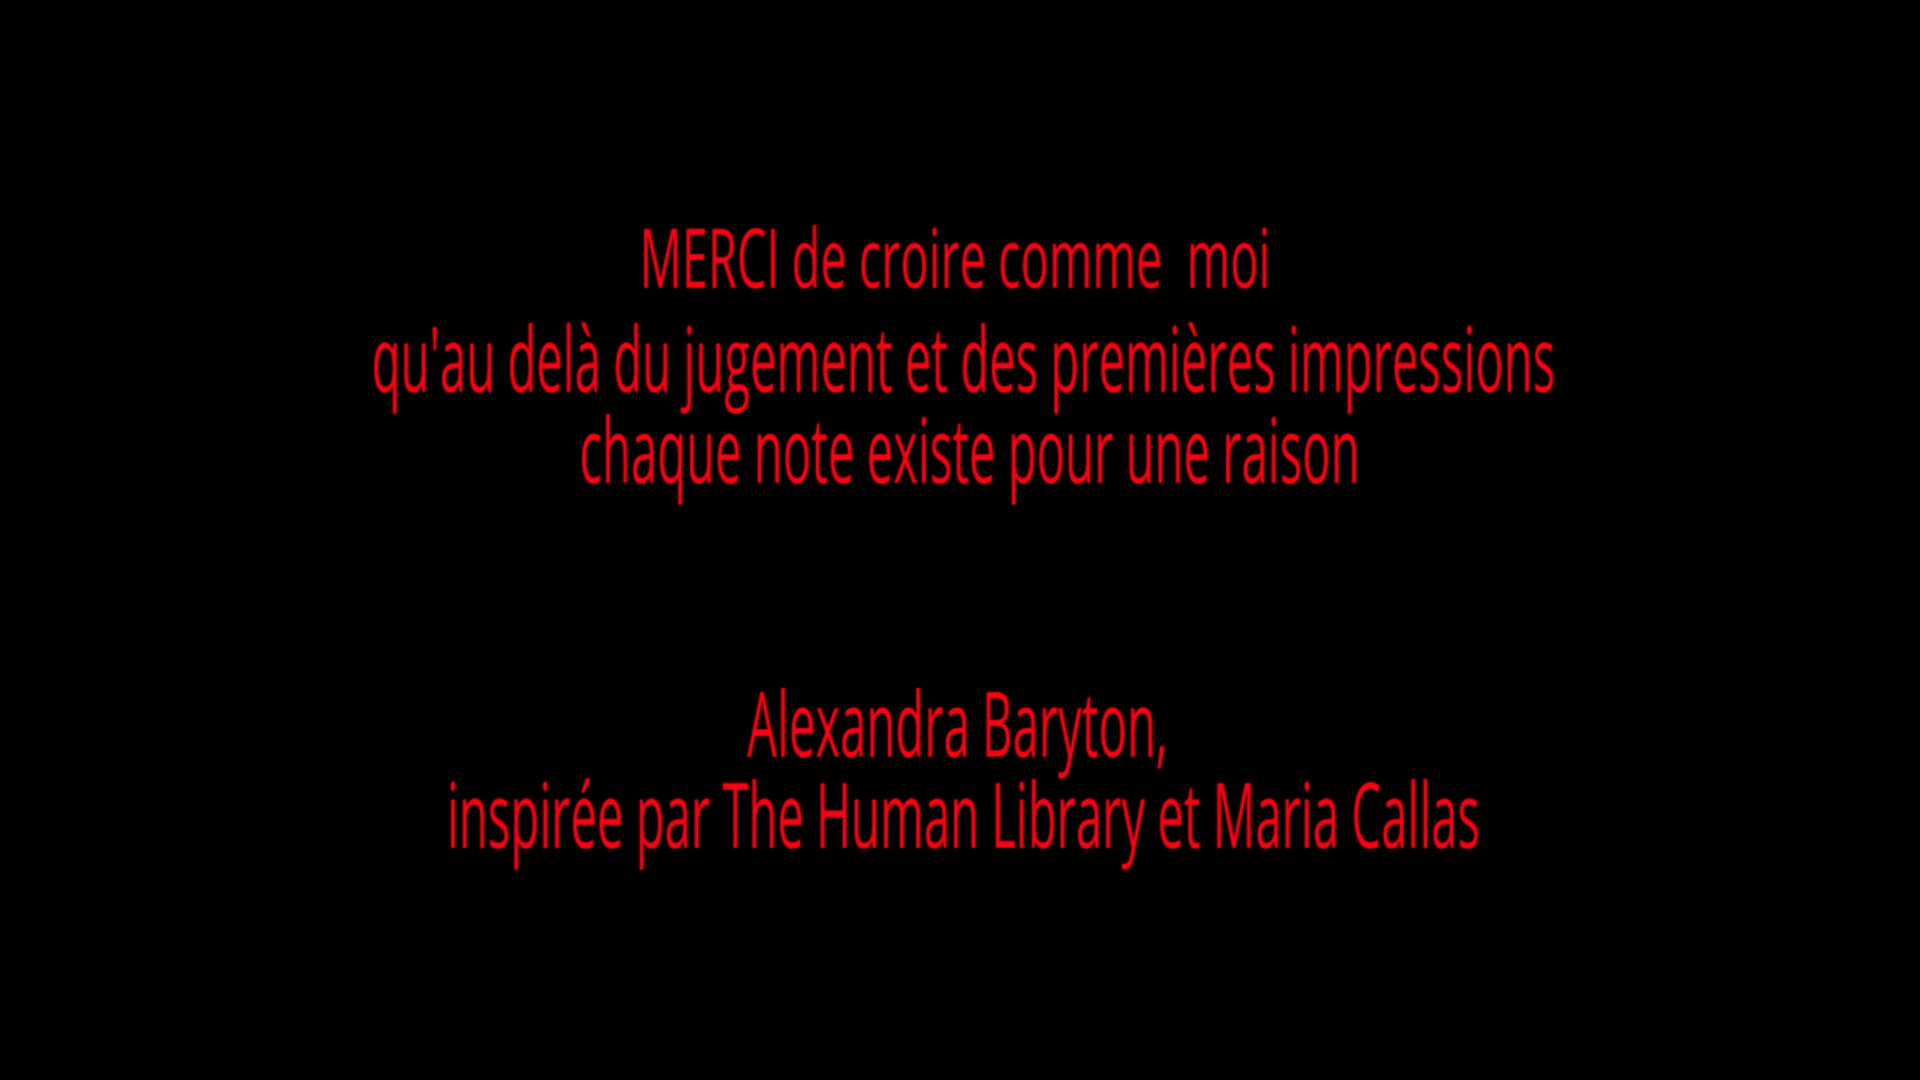 MERCI de croire comme  moi
qu'au delà du jugement et des premières impressions
chaque note existe pour une raison
Alexandra Baryton,
inspirée par The Human Library et Maria Callas